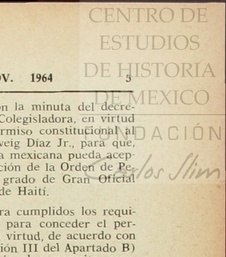 CENTRO DE
ESTUDIOS
DE HISTORIA
DE MEXICO
FUNDACIÓN
Carlos Slim
OV. 1964 5
n la minuta del decre-
Colegisladora, en virtud
rmiso constitucional al
veig Díaz Jr., para que,
a mexicana pueda acep-
ción de la Orden de Pe-
grado de Gran Oficial
de Haití.
ra cumplidos los requi-
para conceder el per-
virtud, de acuerdo con
ción III del Apartado B)